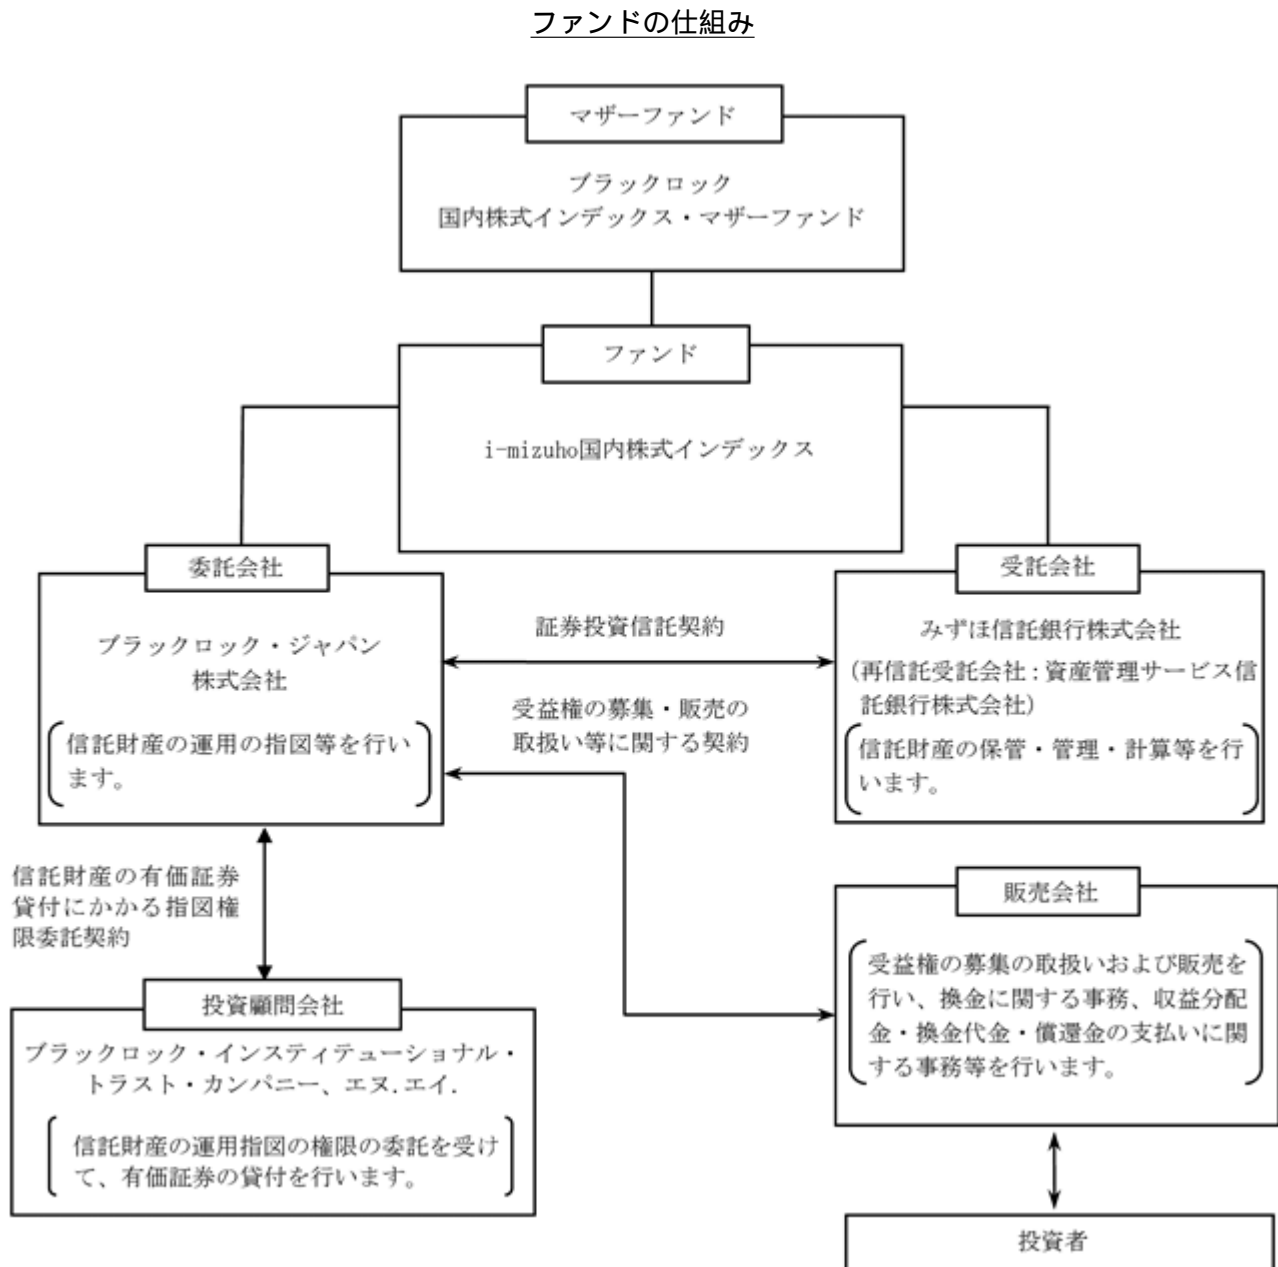 ファンドの仕組み
マザーファンド
ブラックロック
国内株式インデックス・マザーファンド
ファンド
i-mizuho国内株式インデックス
委託会社
ブラックロック・ジャパン
株式会社
信託財産の運用の指図等を行い
ます。
証券投資信託契約
受益権の募集・販売の
取扱い等に関する契約
受託会社
みずほ信託銀行株式会社
(再信託受託会社:資産管理サービス信
託銀行株式会社)
信託財産の保管・管理・計算等を行
います。
信託財産の有価証券
貸付にかかる指図権
限委託契約
投資顧問会社
ブラックロック・インスティテューショナル・
トラスト・カンパニー、エヌ.エイ.
信託財産の運用指図の権限の委託を受け
て、有価証券の貸付を行います。
販売会社
受益権の募集の取扱いおよび販売を
行い、換金に関する事務、収益分配
金・換金代金・償還金の支払いに関
する事務等を行います。
投資者